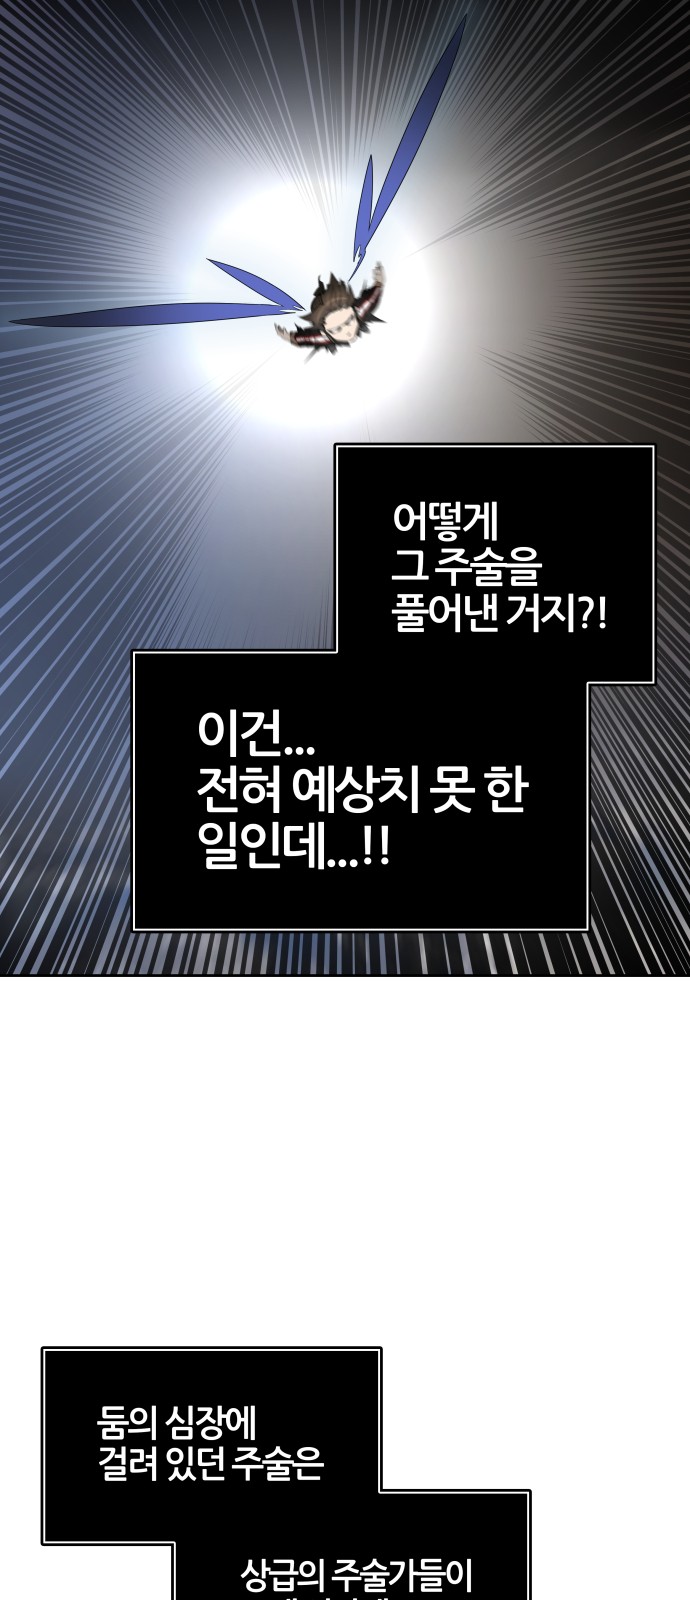 어떻게
그 주술을
풀어낸 거지?!
이건...
전혀 예상치 못 한
일인데...!!
둠의 심장에
걸려 있던 주술은
상급의 주술가들이